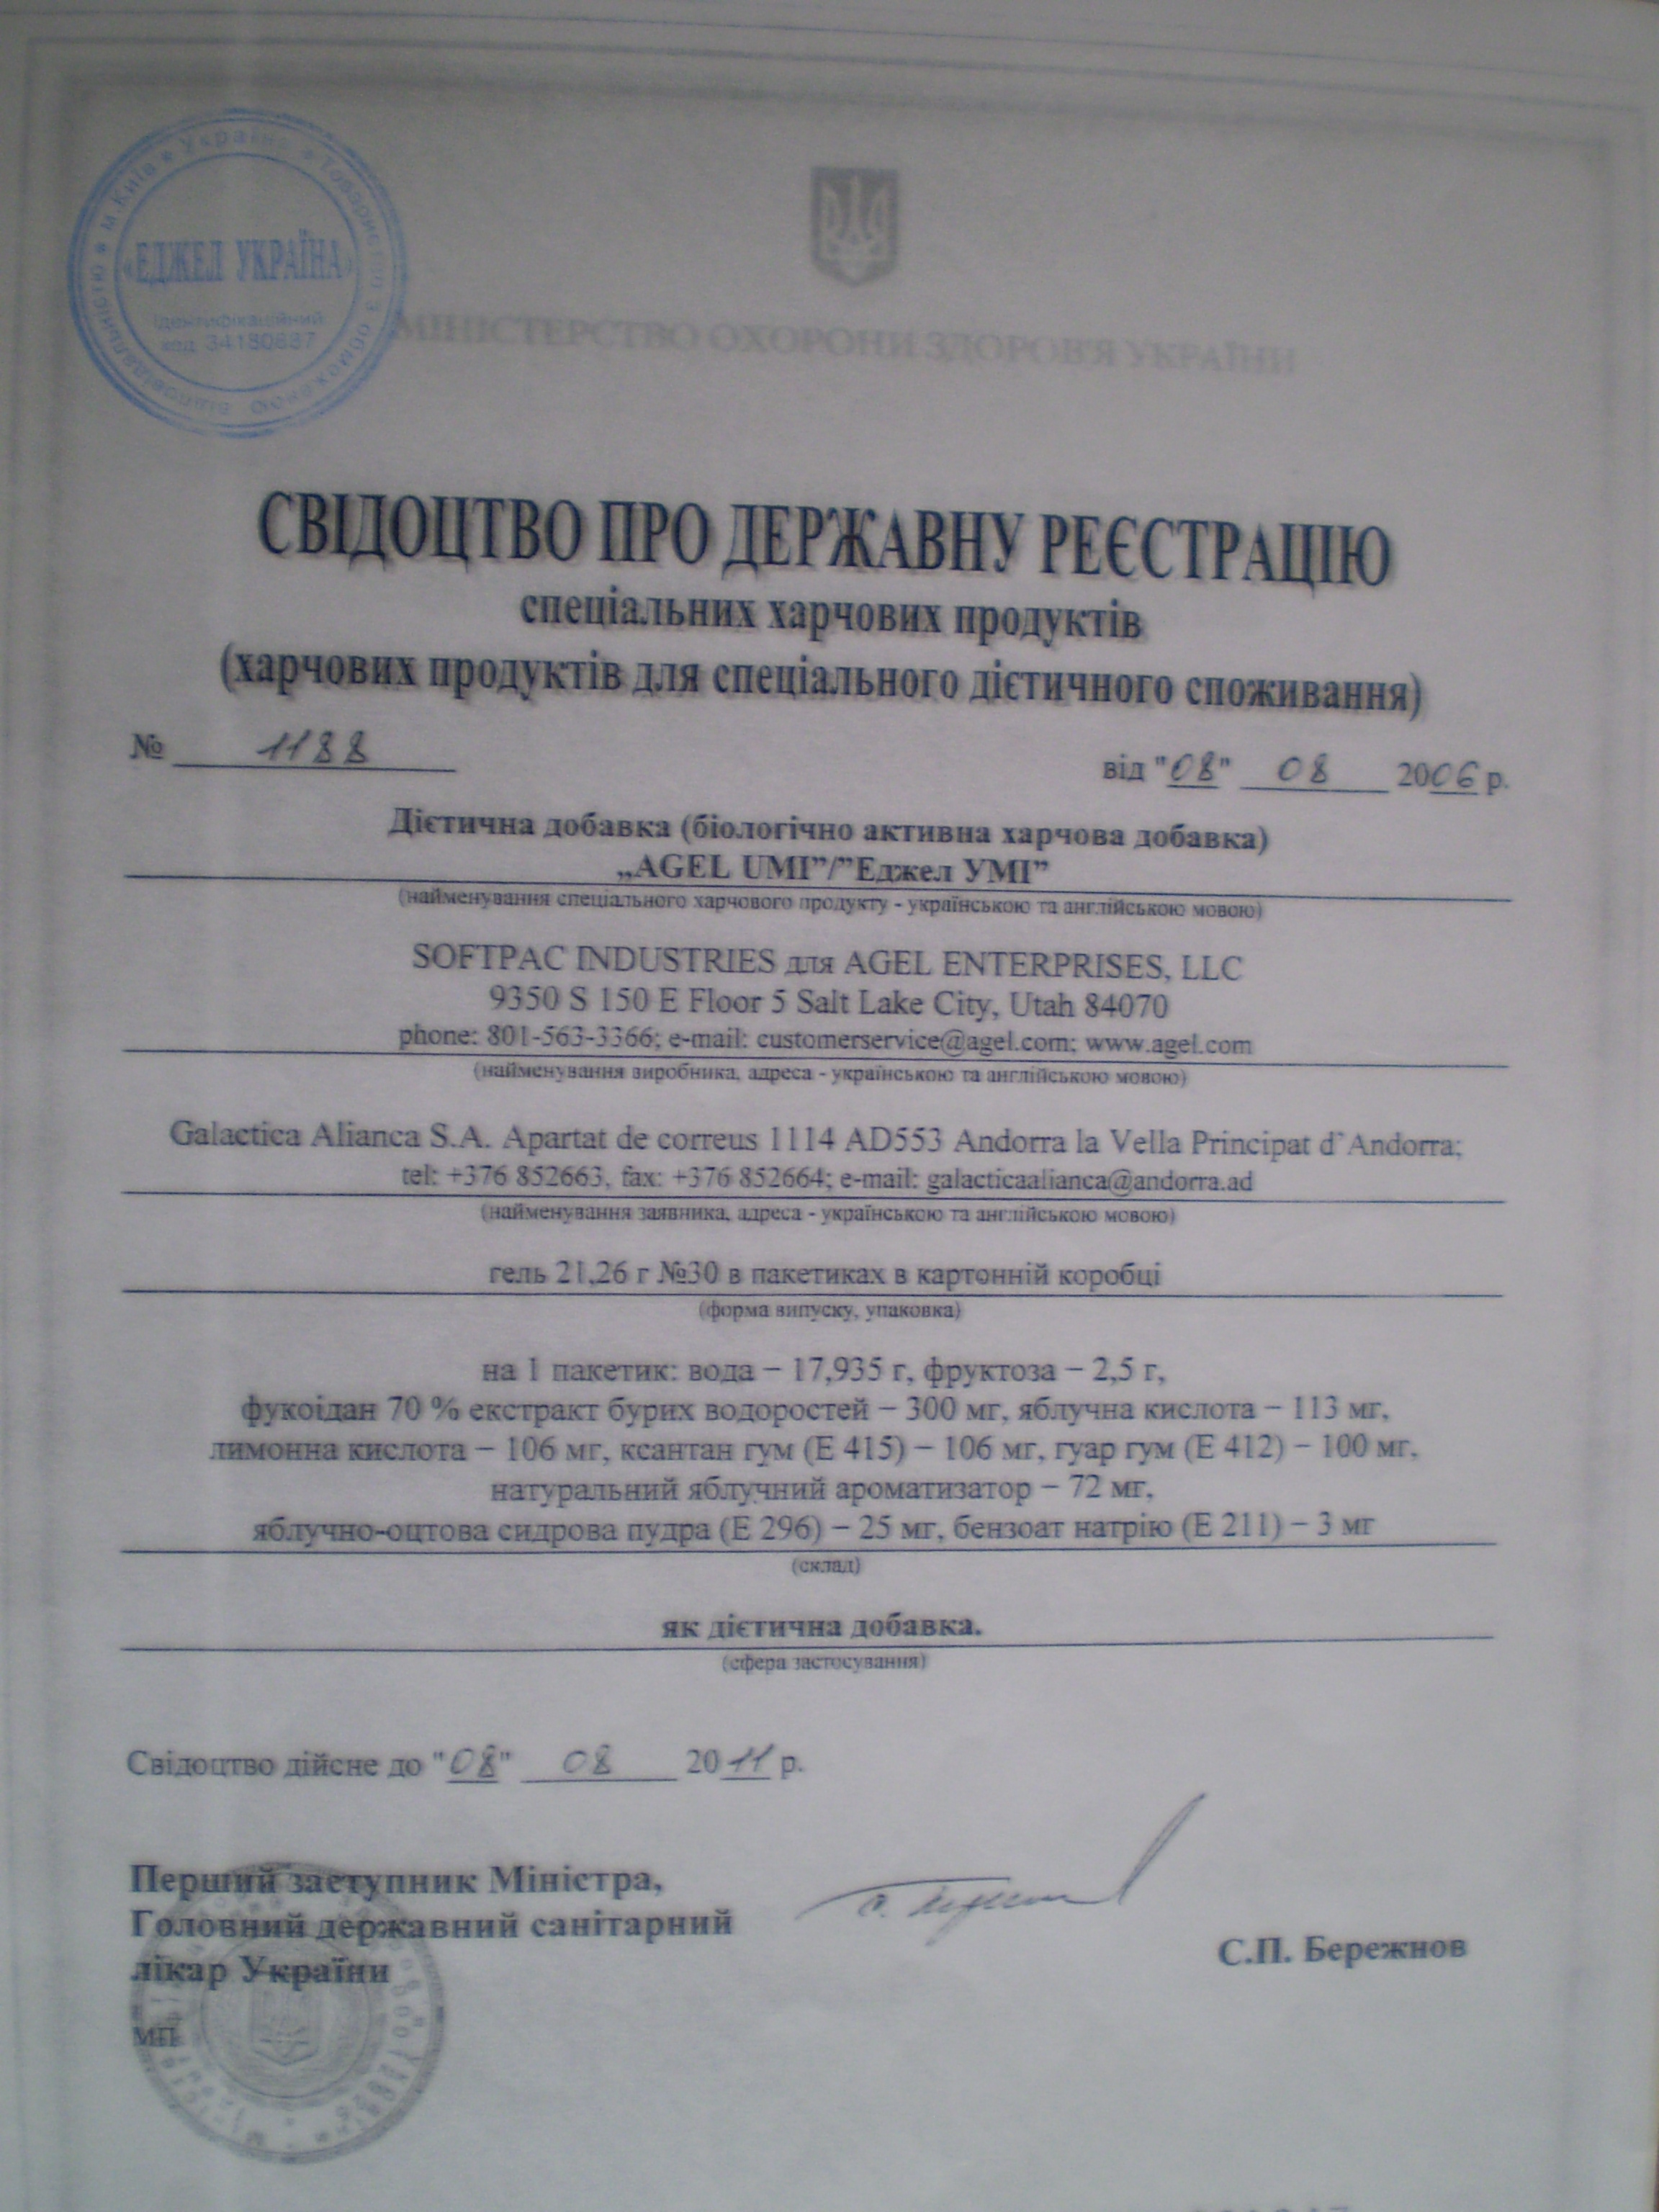 «ЕДЖЕЛ УКРАЇНА»
Ідентифікаційний
код 34180887
МІНІСТЕРСТВО ОХОРОНИ ЗДОРОВ'Я УКРАЇНИ
СВІДОЦТВО ПРО ДЕРЖАВНУ РЕЄСТРАЦІЮ
спеціальних харчових продуктів
(харчових продуктів для спеціального дієтичного споживання)
№ 1188 від "08" 08 2006 р.
Дієтична добавка (біологічно активна харчова добавка)
„AGEL UMI”/”Еджел УМІ”
(найменування спеціального харчового продукту - українською та англійською мовою)
SOFTPAC INDUSTRIES для AGEL ENTERPRISES, LLC
9350 S 150 E Floor 5 Salt Lake City, Utah 84070
phone: 801-563-3366; e-mail: customerservice@agel.com; www.agel.com
(найменування виробника, адреса - українською та англійською мовою)
Galactica Alianca S.A. Apartat de correus 1114 AD553 Andorra la Vella Principat d`Andorra;
tel: +376 852663, fax: +376 852664; e-mail: galacticaalianca@andorra.ad
(найменування заявника, адреса - українською та англійською мовою)
гель 21,26 г №30 в пакетиках в картонній коробці
(форма випуску, упаковка)
на 1 пакетик: вода – 17,935 г, фруктоза – 2,5 г,
фукоідан 70 % екстракт бурих водоростей – 300 мг, яблучна кислота – 113 мг,
лимонна кислота – 106 мг, ксантан гум (Е 415) – 106 мг, гуар гум (Е 412) – 100 мг,
натуральний яблучний ароматизатор – 72 мг,
яблучно-оцтова сидрова пудра (Е 296) – 25 мг, бензоат натрію (Е 211) – 3 мг
(склад)
як дієтична добавка.
(сфера застосування)
Свідоцтво дійсне до "08" 08 2011 р.
Перший заступник Міністра,
Головний державний санітарний
лікар України
С.П. Бережнов
МП